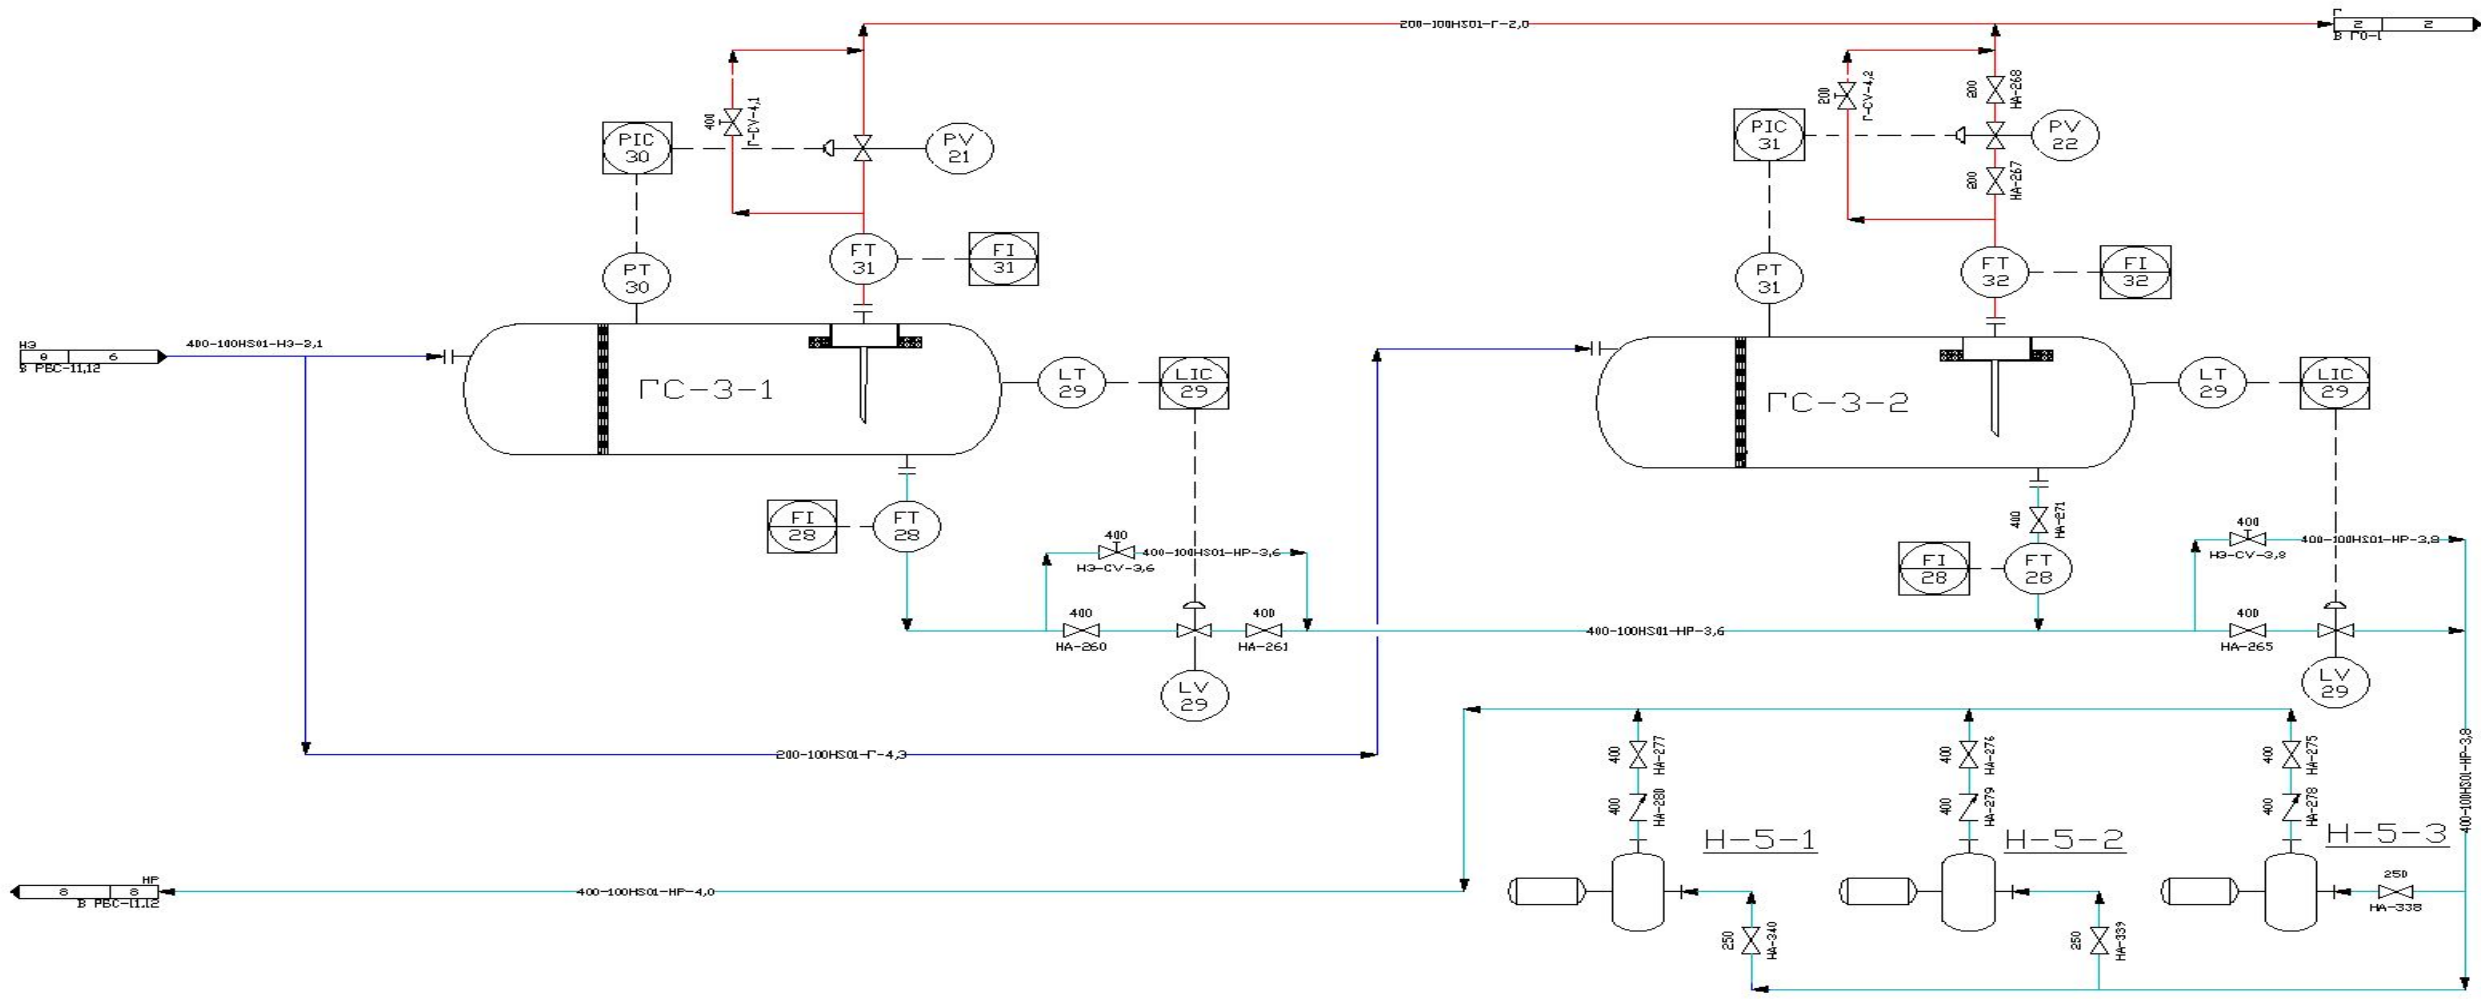 200-100HS01-Г-2,0
Г
2 2
В ГО-1
400
Г-CV-4,1
PIC
30
PV
21
200
Г-CV-4,2
200
НА-268
PIC
31
PV
22
200
НА-267
PT
30
FT
31
FI
31
PT
31
FT
32
FI
32
НЭ
8 6
В РВС-11,12
400-100HS01-НЭ-3,1
ГС-3-1
LT
29
LIC
29
ГС-3-2
LT
29
LIC
29
FI
28
FT
28
400
НА-271
400
400-100HS01-НР-3,6
НЭ-CV-3,6
400
400-100HS01-НР-3,8
НЭ-CV-3,8
FI
28
FT
28
400
НА-260
400
НА-261
400-100HS01-НР-3,6
400
НА-265
LV
29
LV
29
200-100HS01-Г-4,3
400
НА-277
400
НА-276
400
НА-275
400-100HS01-НР-3,8
400
НА-280
400
НА-279
400
НА-278
Н-5-1
Н-5-2
Н-5-3
НР
8 8
В РВС-11,12
400-100HS01-НР-4,0
250
НА-338
250
НА-340
250
НА-339